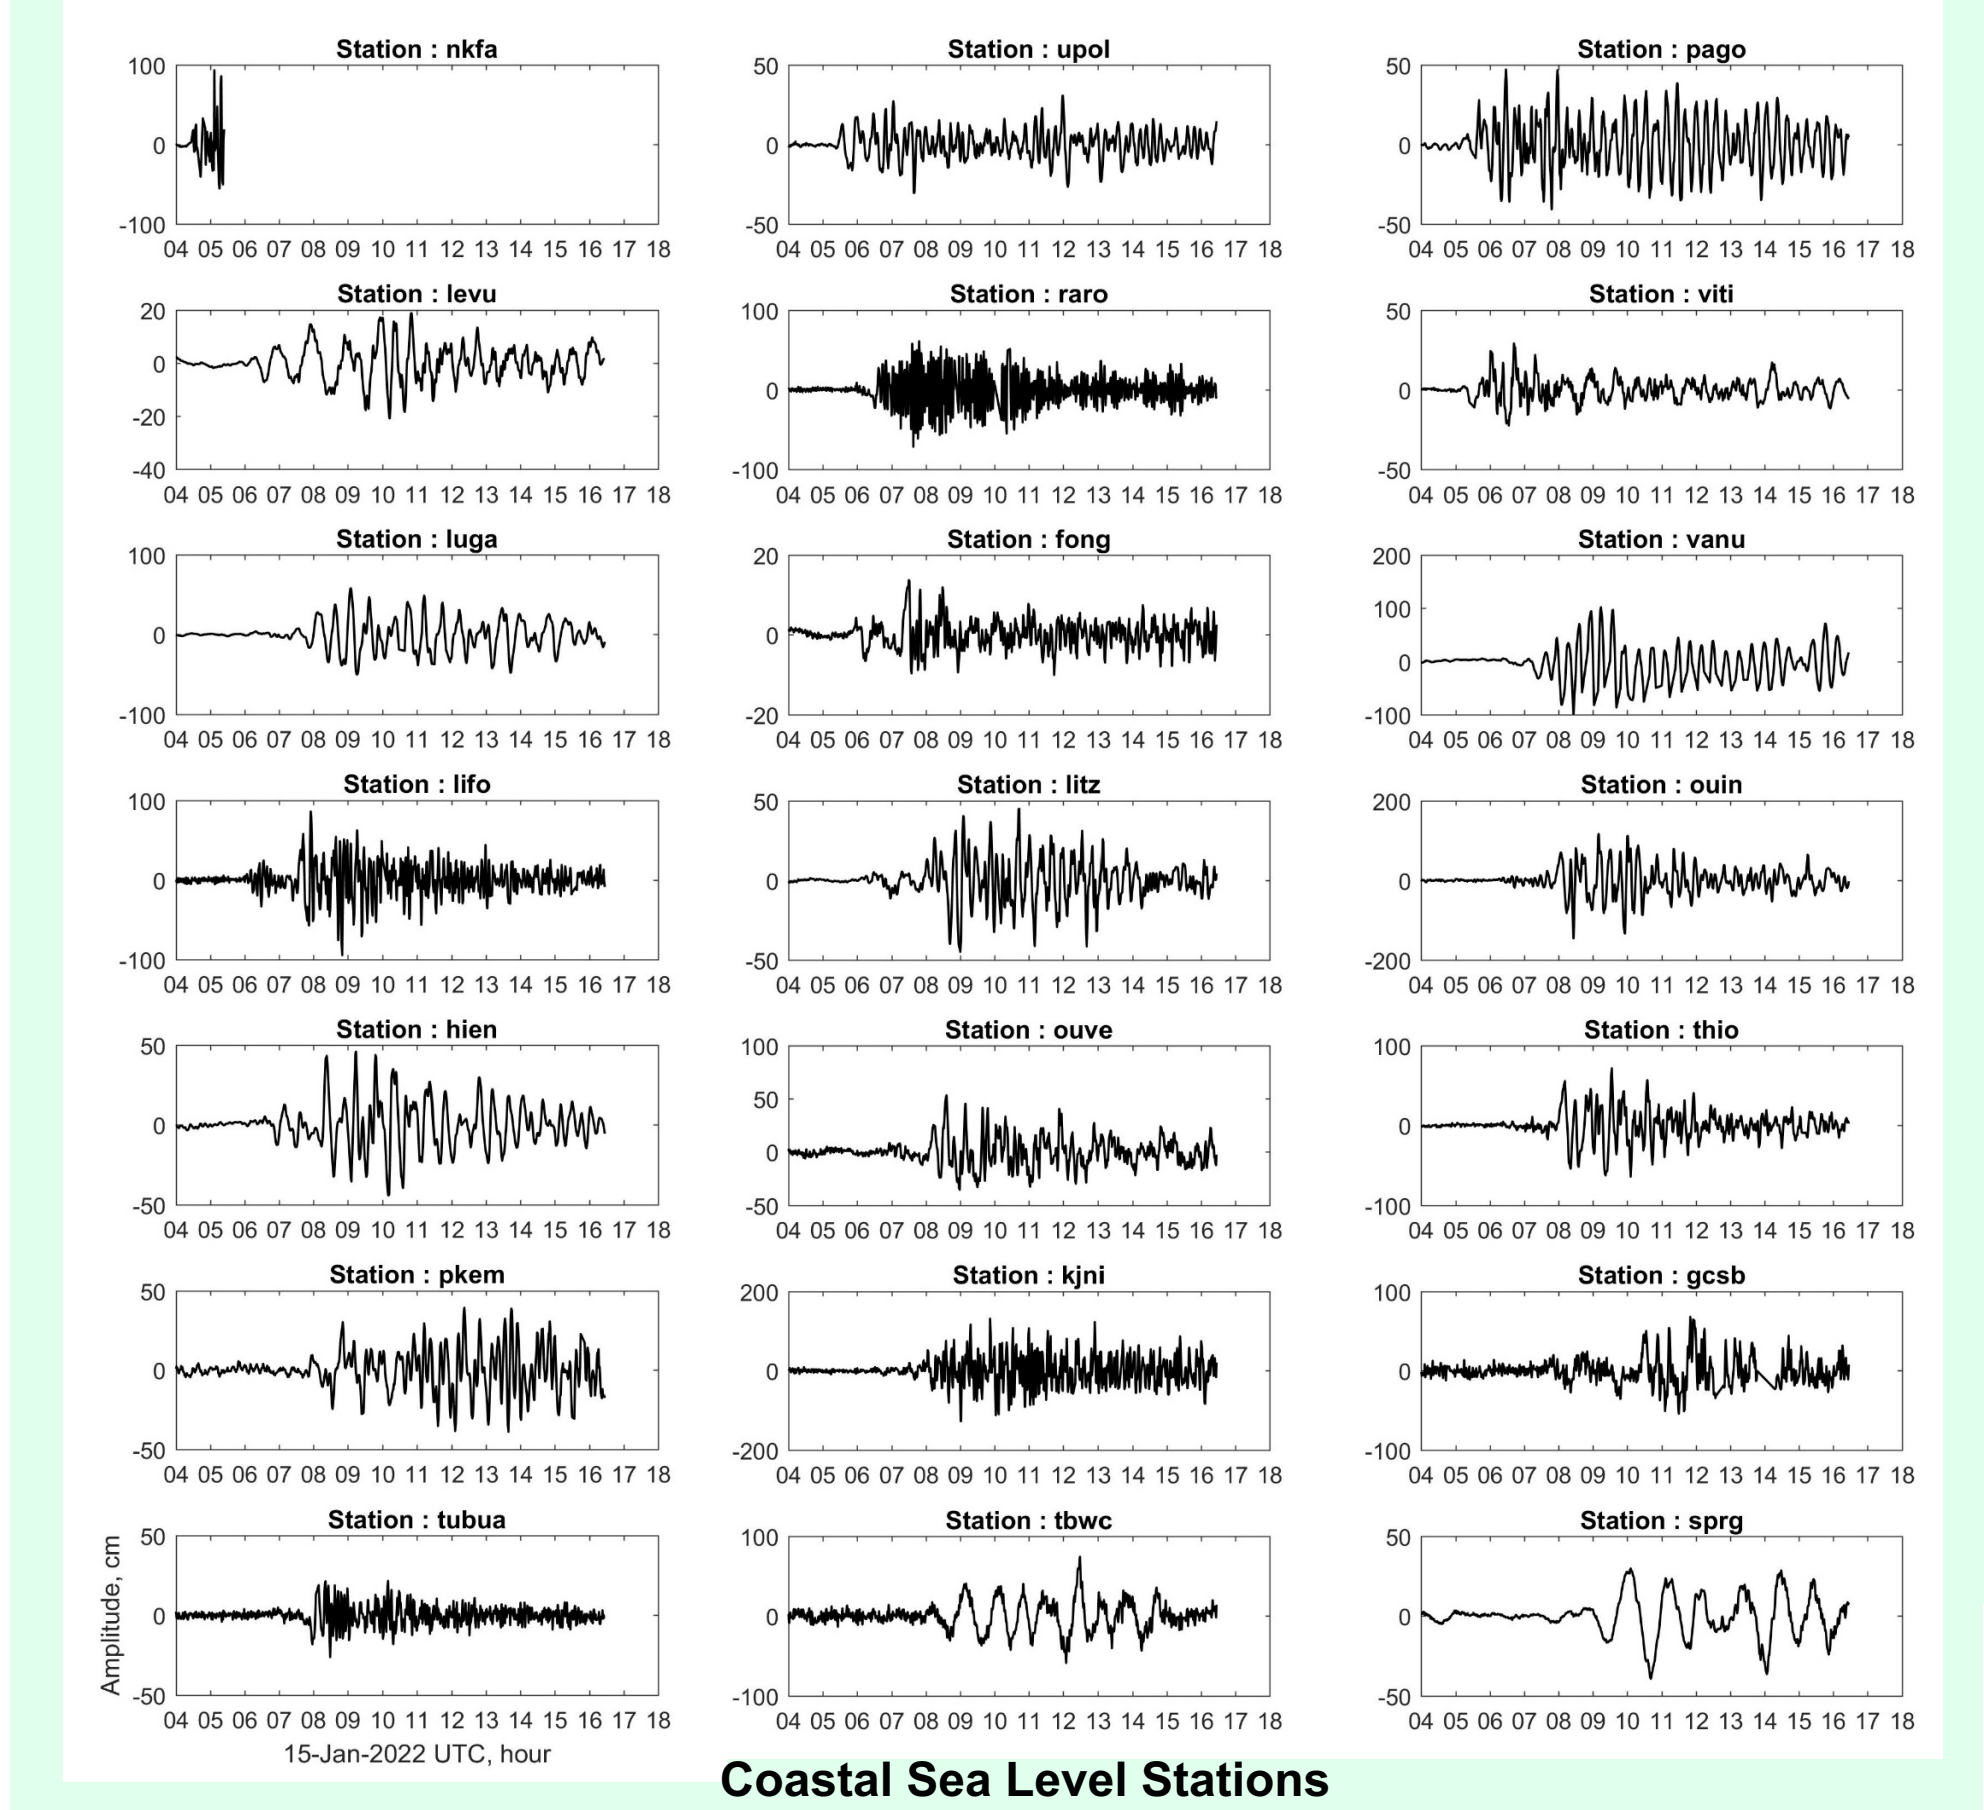 Station : nkfa
Station : upol
Station : pago
100
0
-100
50
0
-50
50
0
-50
04 05 06 07 08 09 10 11 12 13 14 15 16 17 18
04 05 06 07 08 09 10 11 12 13 14 15 16 17 18
04 05 06 07 08 09 10 11 12 13 14 15 16 17 18
Station : levu
Station : raro
Station : viti
20
0
-20
-40
100
0
-100
50
0
-50
04 05 06 07 08 09 10 11 12 13 14 15 16 17 18
04 05 06 07 08 09 10 11 12 13 14 15 16 17 18
04 05 06 07 08 09 10 11 12 13 14 15 16 17 18
Station : luga
Station : fong
Station : vanu
100
0
-100
20
0
-20
200
100
0
-100
04 05 06 07 08 09 10 11 12 13 14 15 16 17 18
04 05 06 07 08 09 10 11 12 13 14 15 16 17 18
04 05 06 07 08 09 10 11 12 13 14 15 16 17 18
Station : lifo
Station : litz
Station : ouin
100
0
-100
50
0
-50
200
0
-200
04 05 06 07 08 09 10 11 12 13 14 15 16 17 18
04 05 06 07 08 09 10 11 12 13 14 15 16 17 18
04 05 06 07 08 09 10 11 12 13 14 15 16 17 18
Station : hien
Station : ouve
Station : thio
50
0
-50
100
50
0
-50
100
0
-100
04 05 06 07 08 09 10 11 12 13 14 15 16 17 18
04 05 06 07 08 09 10 11 12 13 14 15 16 17 18
04 05 06 07 08 09 10 11 12 13 14 15 16 17 18
Station : pkem
Station : kjni
Station : gcsb
50
0
-50
200
0
-200
100
0
-100
04 05 06 07 08 09 10 11 12 13 14 15 16 17 18
04 05 06 07 08 09 10 11 12 13 14 15 16 17 18
04 05 06 07 08 09 10 11 12 13 14 15 16 17 18
Station : tubua
Station : tbwc
Station : sprg
Amplitude, cm
50
0
-50
100
0
-100
50
0
-50
04 05 06 07 08 09 10 11 12 13 14 15 16 17 18
04 05 06 07 08 09 10 11 12 13 14 15 16 17 18
04 05 06 07 08 09 10 11 12 13 14 15 16 17 18
15-Jan-2022 UTC, hour
Coastal Sea Level Stations